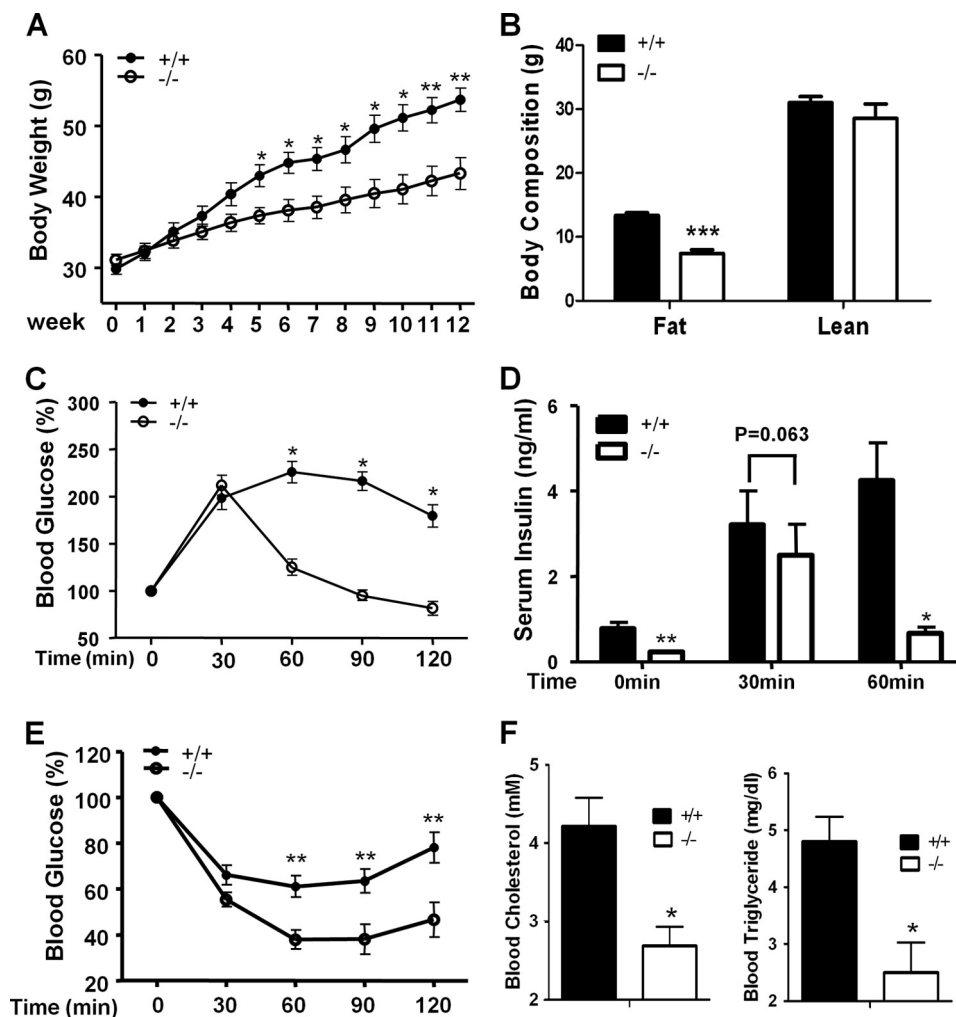 A
Body Weight (g)
+/+
-/-
60
50
40
30
* * * * * * ** **
week
0 1 2 3 4 5 6 7 8 9 10 11 12
B
Body Composition (g)
+/+
-/-
40
30
20
10
0
***
Fat Lean
C
Blood Glucose (%)
+/+
-/-
300
250
200
150
100
50
* * *
Time (min) 0 30 60 90 120
D
Serum Insulin (ng/ml)
+/+
-/-
P=0.063
6
4
2
0
** *
Time 0min 30min 60min
E
Blood Glucose (%)
+/+
-/-
120
100
80
60
40
20
** ** **
Time (min) 0 30 60 90 120
F
Blood Cholesterol (mM)
5
4
3
2
+/+
-/-
*
Blood Triglyceride (mg/dl)
6
5
4
3
2
+/+
-/-
*